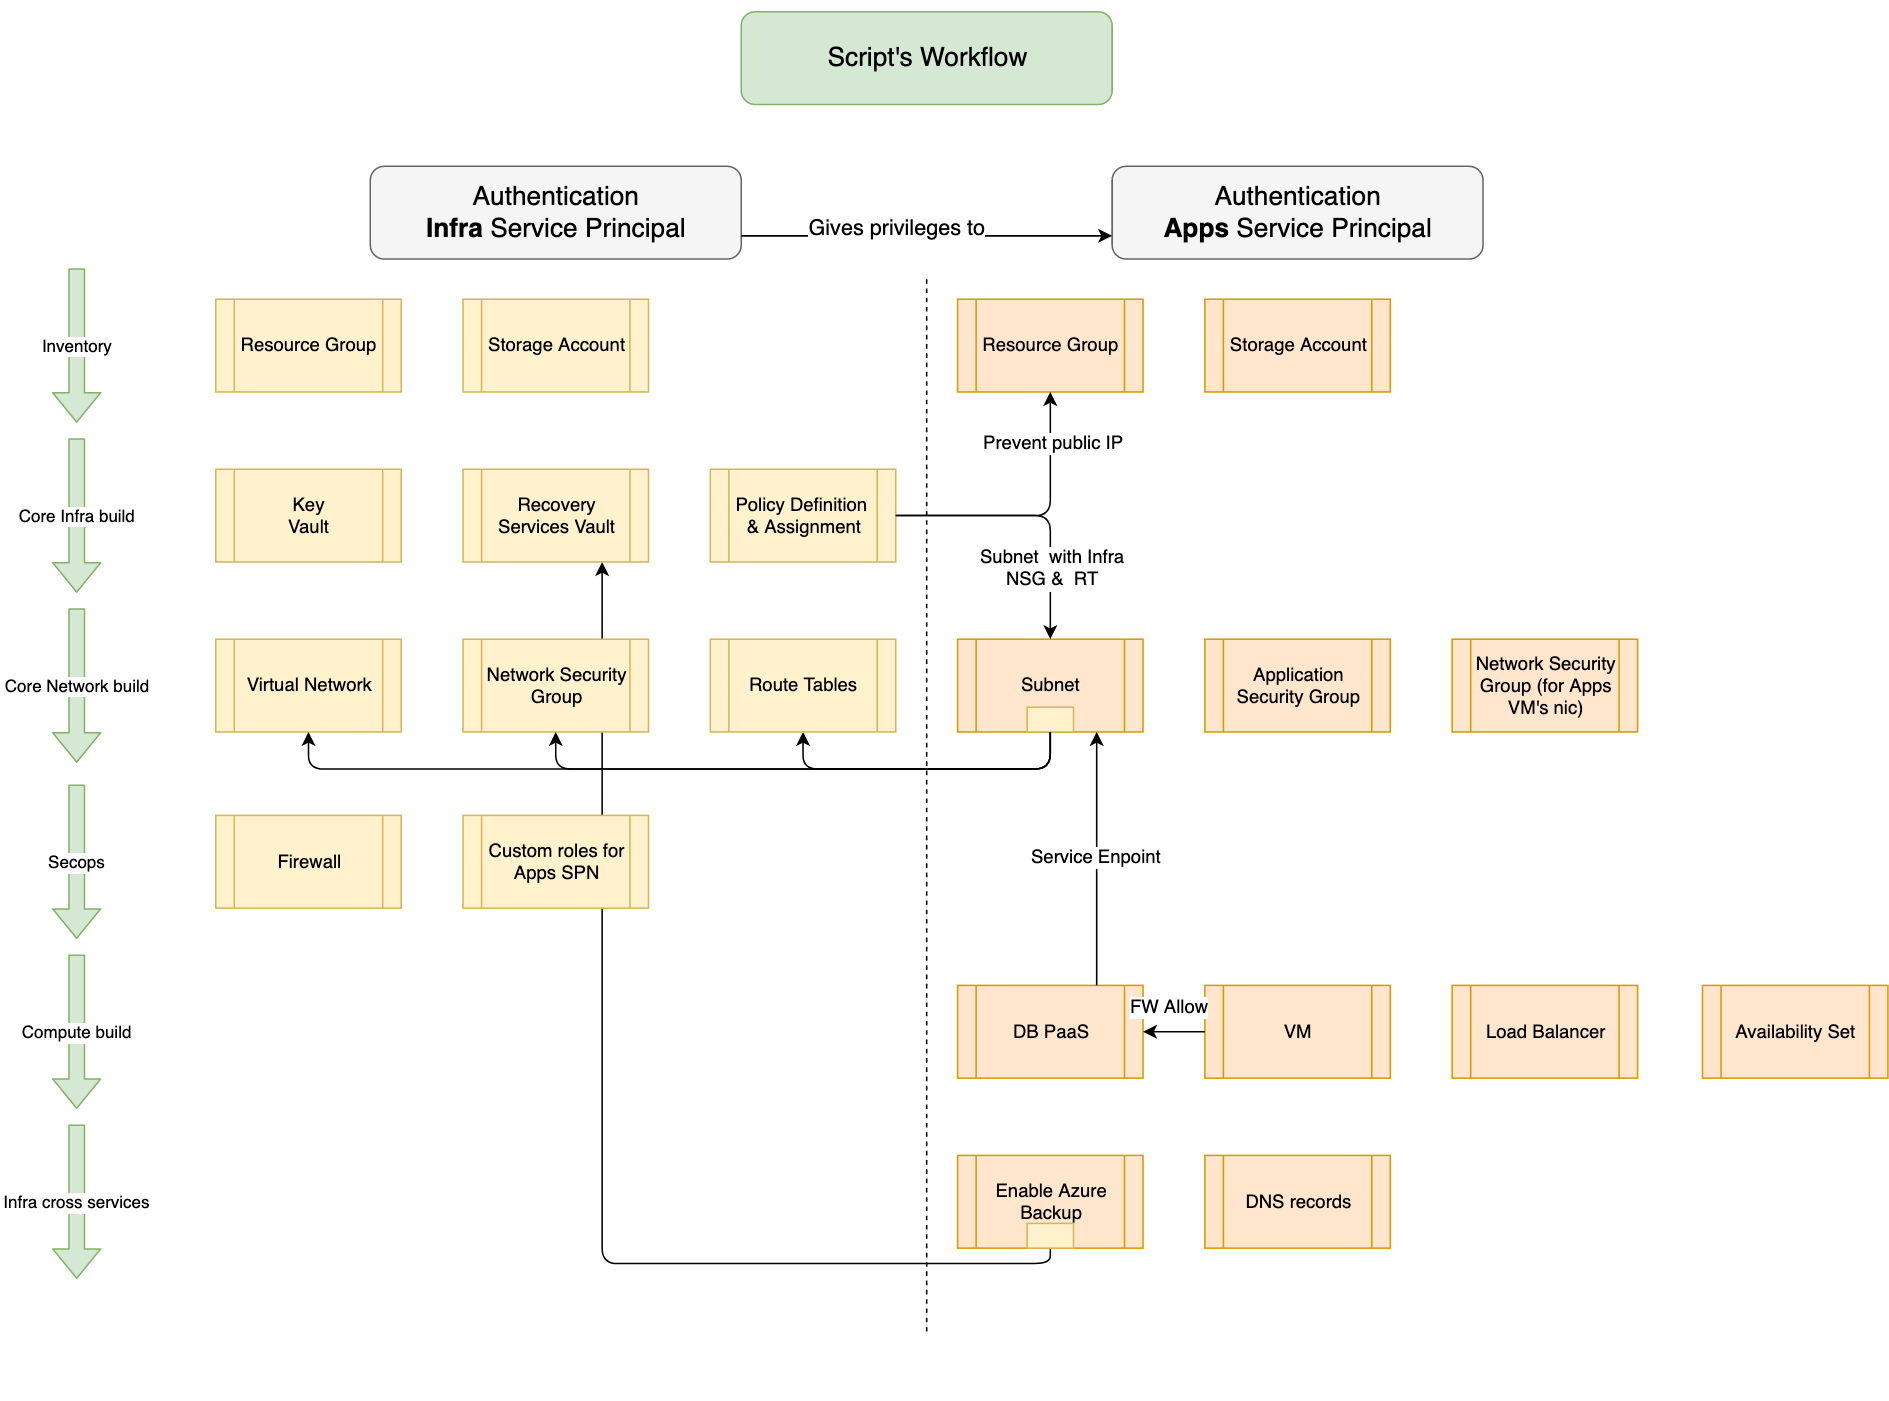 Script's Workflow
Authentication
Infra Service Principal
Gives privileges to
Authentication
Apps Service Principal
Inventory
Resource Group
Storage Account
Resource Group
Storage Account
Prevent public IP
Core Infra build
Key
Vault
Recovery
Services Vault
Policy Definition
& Assignment
Subnet  with Infra
NSG &  RT
Core Network build
Virtual Network
Network Security
Group
Route Tables
Subnet
Application
Security Group
Network Security
Group (for Apps
VM's nic)
Secops
Firewall
Custom roles for
Apps SPN
Service Enpoint
Compute build
DB PaaS
FW Allow
VM
Load Balancer
Availability Set
Infra cross services
Enable Azure
Backup
DNS records